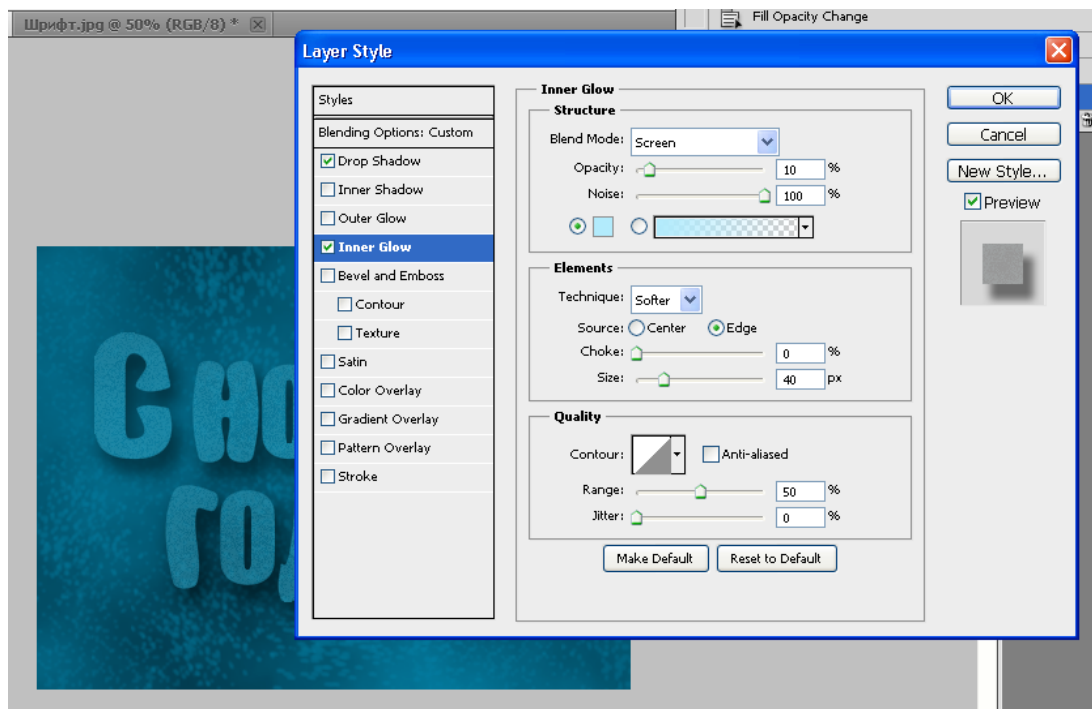 Шрифт.jpg @ 50% (RGB/8) *
Fill Opacity Change
Layer Style
Styles
Blending Options: Custom
Drop Shadow
Inner Shadow
Outer Glow
Inner Glow
Bevel and Emboss
Contour
Texture
Satin
Color Overlay
Gradient Overlay
Pattern Overlay
Stroke
Inner Glow
Structure
Blend Mode: Screen
Opacity: 10 %
Noise: 100 %
Elements
Technique: Softer
Source: Center Edge
Choke: 0 %
Size: 40 px
Quality
Contour: Anti-aliased
Range: 50 %
Jitter: 0 %
Make Default Reset to Default
OK
Cancel
New Style...
Preview
С но
го